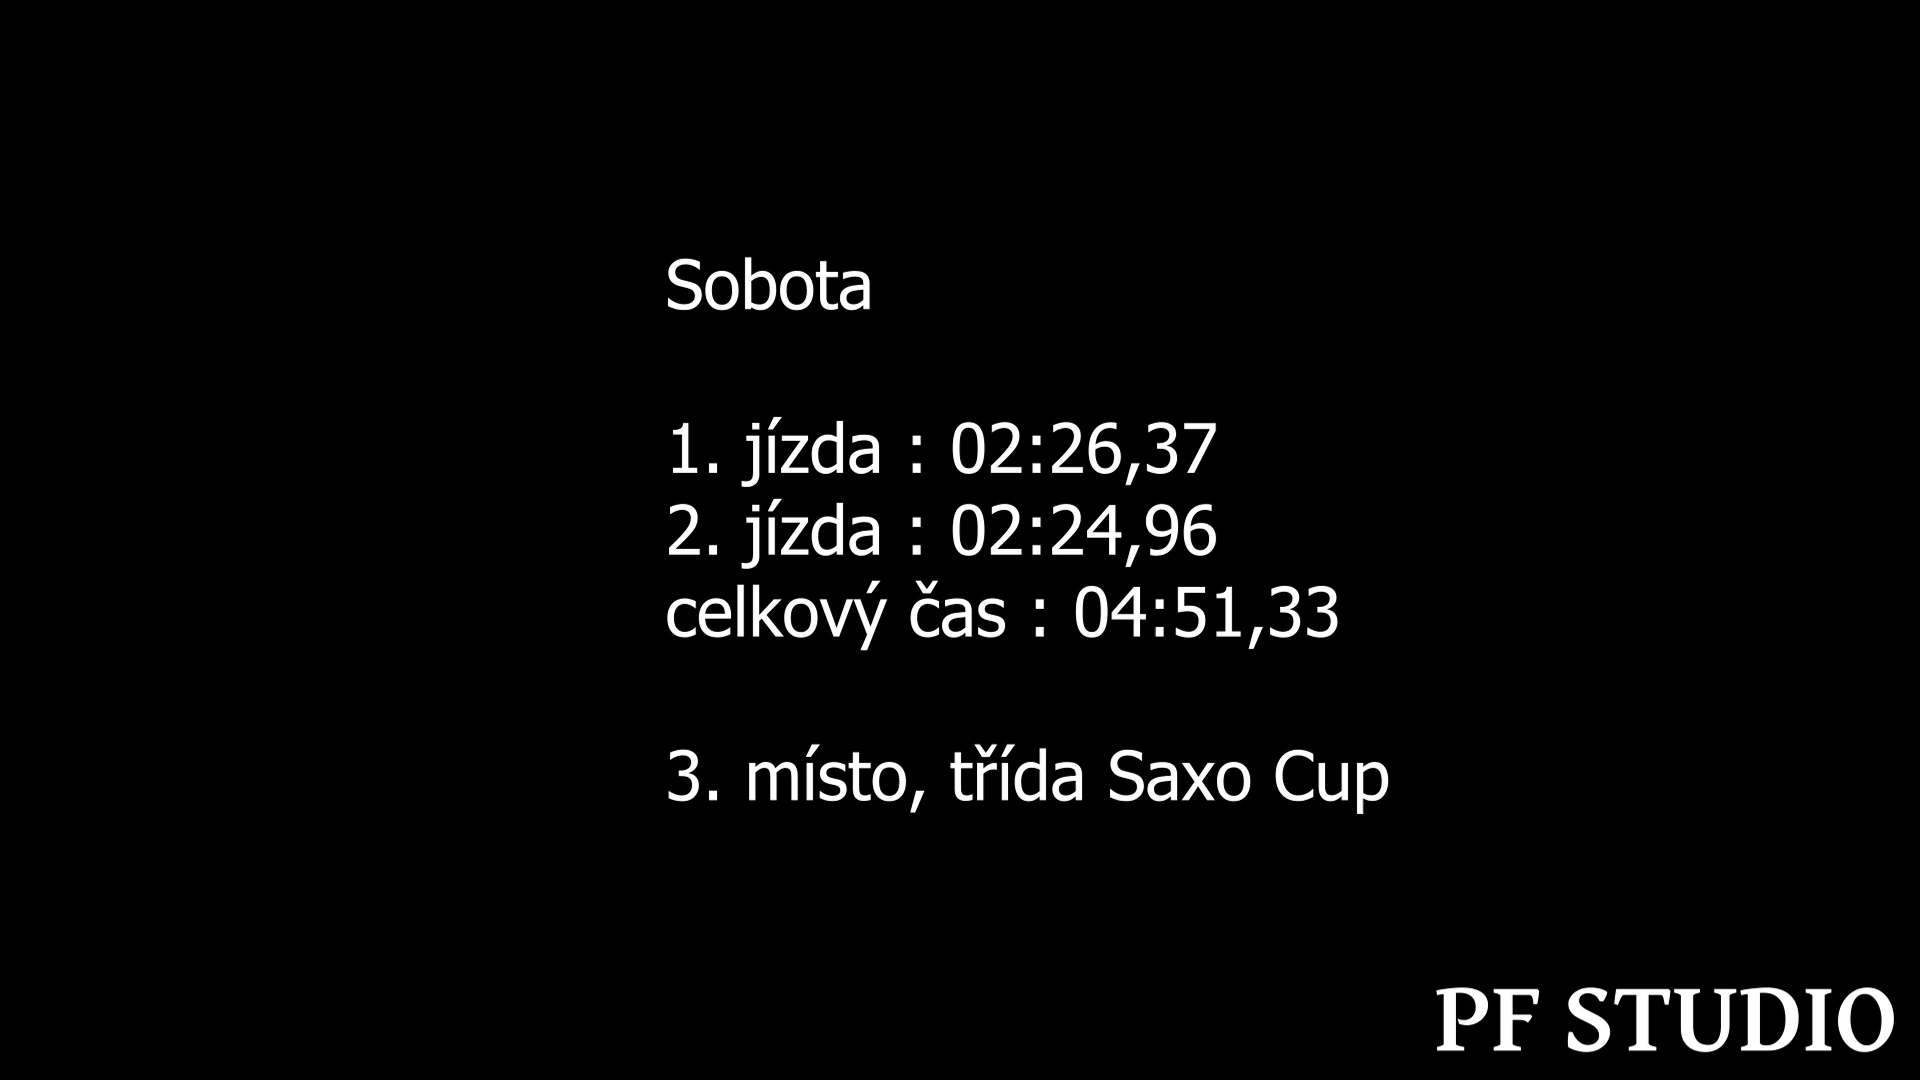 Sobota
1. jízda : 02:26,37
2. jízda : 02:24,96
celkový čas : 04:51,33
3. místo, třída Saxo Cup
PF STUDIO